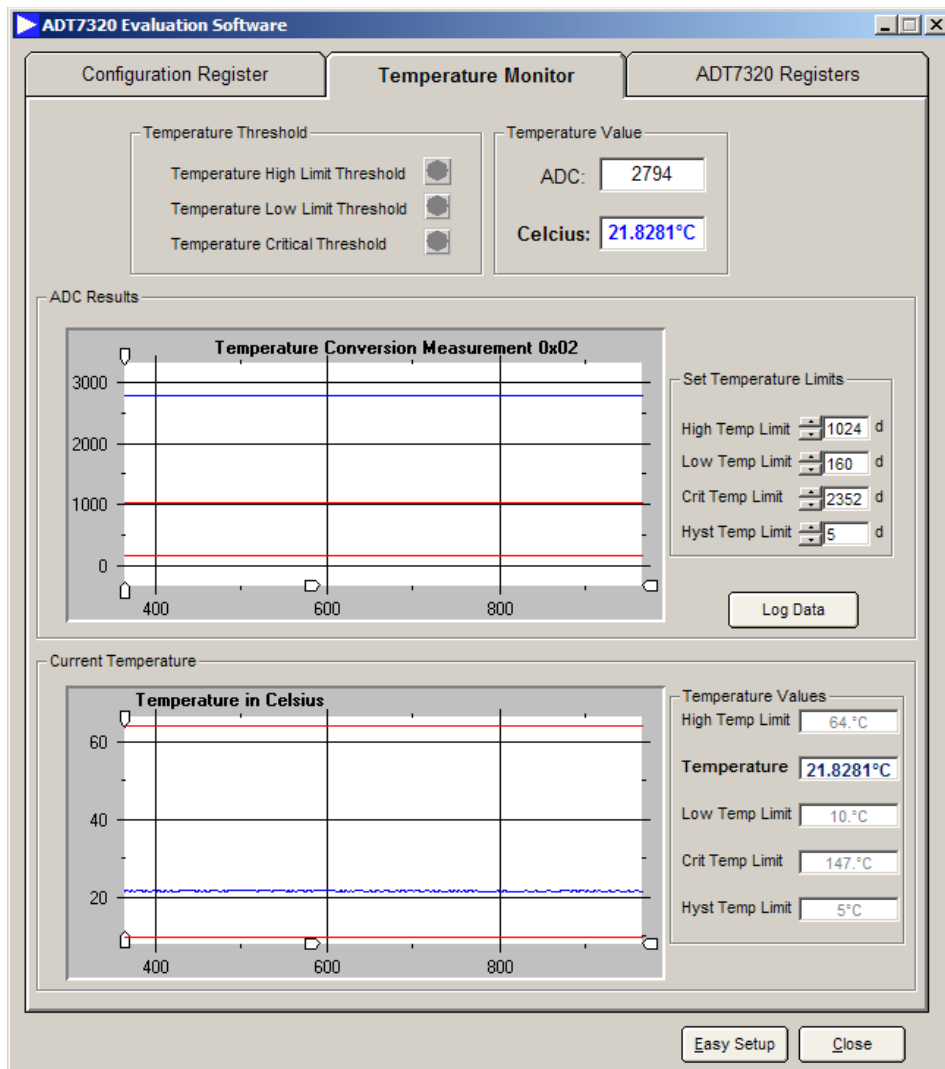 ADT7320 Evaluation Software
Configuration Register
Temperature Monitor
ADT7320 Registers
Temperature Threshold
Temperature High Limit Threshold
Temperature Low Limit Threshold
Temperature Critical Threshold
Temperature Value
ADC: 2794
Celcius: 21.8281°C
ADC Results
Temperature Conversion Measurement 0x02
3000
2000
1000
0
400 600 800
Set Temperature Limits
High Temp Limit 1024 d
Low Temp Limit 160 d
Crit Temp Limit 2352 d
Hyst Temp Limit 5 d
Log Data
Current Temperature
Temperature in Celsius
60
40
20
400 600 800
Temperature Values
High Temp Limit 64.°C
Temperature 21.8281°C
Low Temp Limit 10.°C
Crit Temp Limit 147.°C
Hyst Temp Limit 5°C
Easy Setup
Close